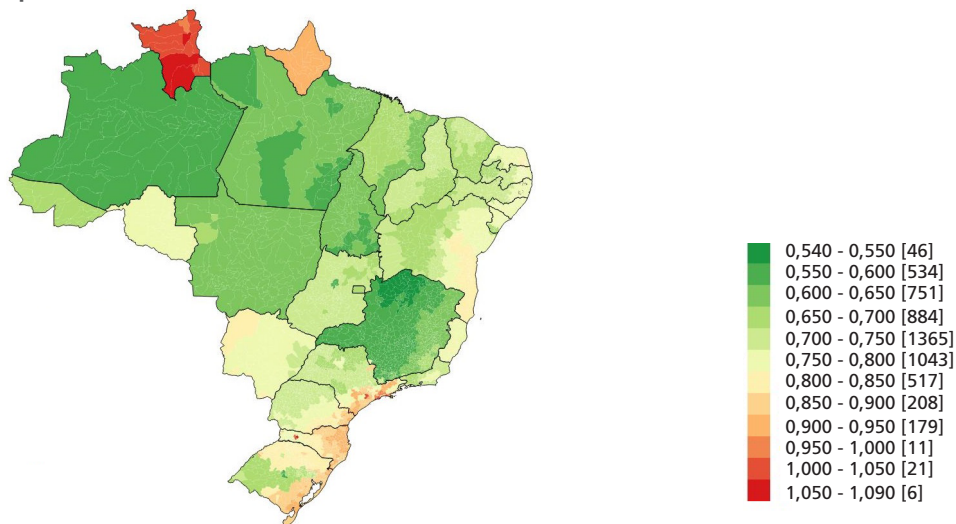 0,540 - 0,550 [46]
0,550 - 0,600 [534]
0,600 - 0,650 [751]
0,650 - 0,700 [884]
0,700 - 0,750 [1365]
0,750 - 0,800 [1043]
0,800 - 0,850 [517]
0,850 - 0,900 [208]
0,900 - 0,950 [179]
0,950 - 1,000 [11]
1,000 - 1,050 [21]
1,050 - 1,090 [6]